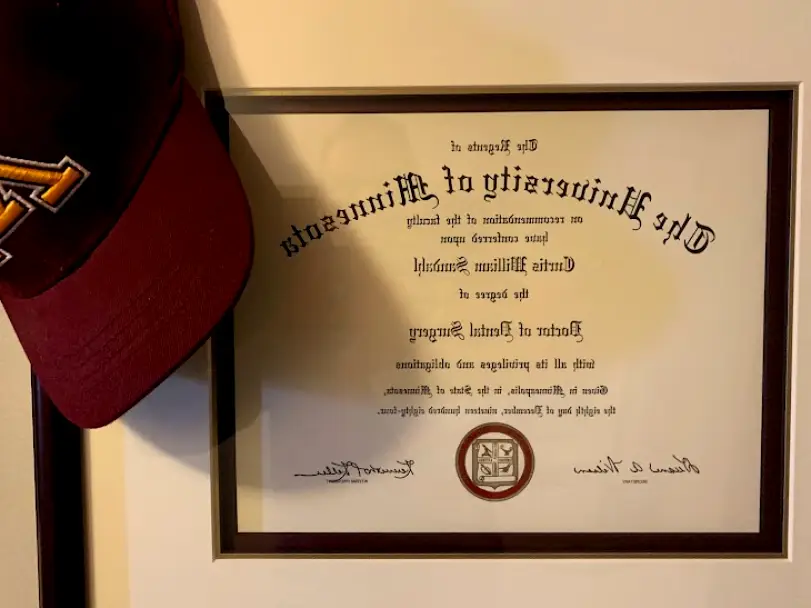 The Regents of
The University of Minnesota
on recommendation of the faculty
have conferred upon
Curtis William Sandahl
the degree of
Doctor of Dental Surgery
with all its privileges and obligations
Given in Minneapolis, in the State of Minnesota,
the eighth day of December, nineteen hundred eighty-four.